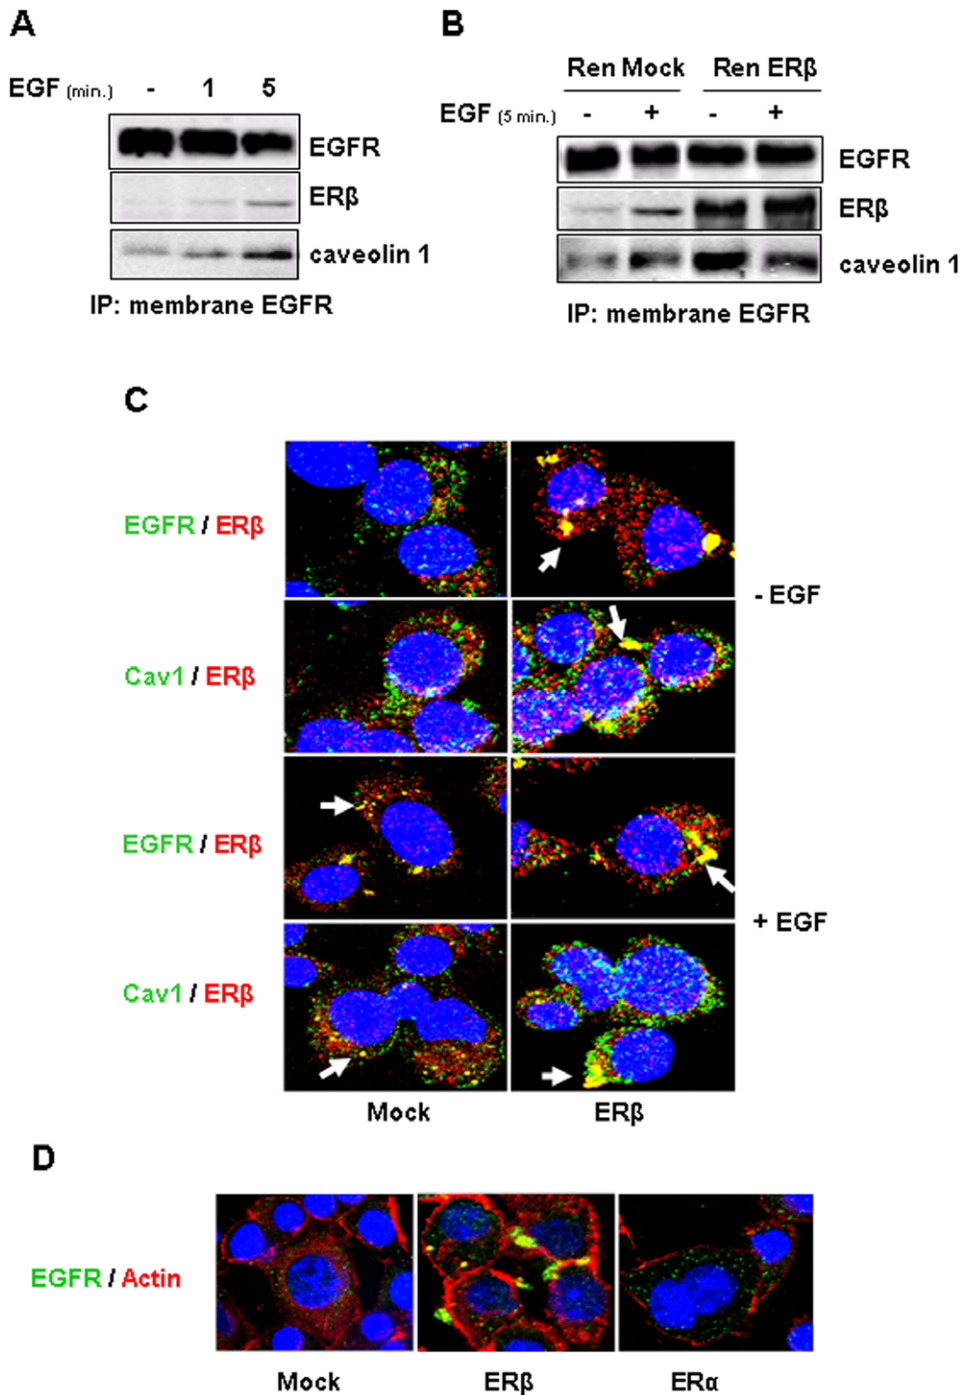 A
EGF (min.) - 1 5
EGFR
ERβ
caveolin 1
IP: membrane EGFR
B
Ren Mock Ren ERβ
EGF (5 min.) - + - +
EGFR
ERβ
caveolin 1
IP: membrane EGFR
C
EGFR / ERβ
- EGF
Cav1 / ERβ
EGFR / ERβ
+ EGF
Cav1 / ERβ
Mock ERβ
D
EGFR / Actin
Mock ERβ ERα